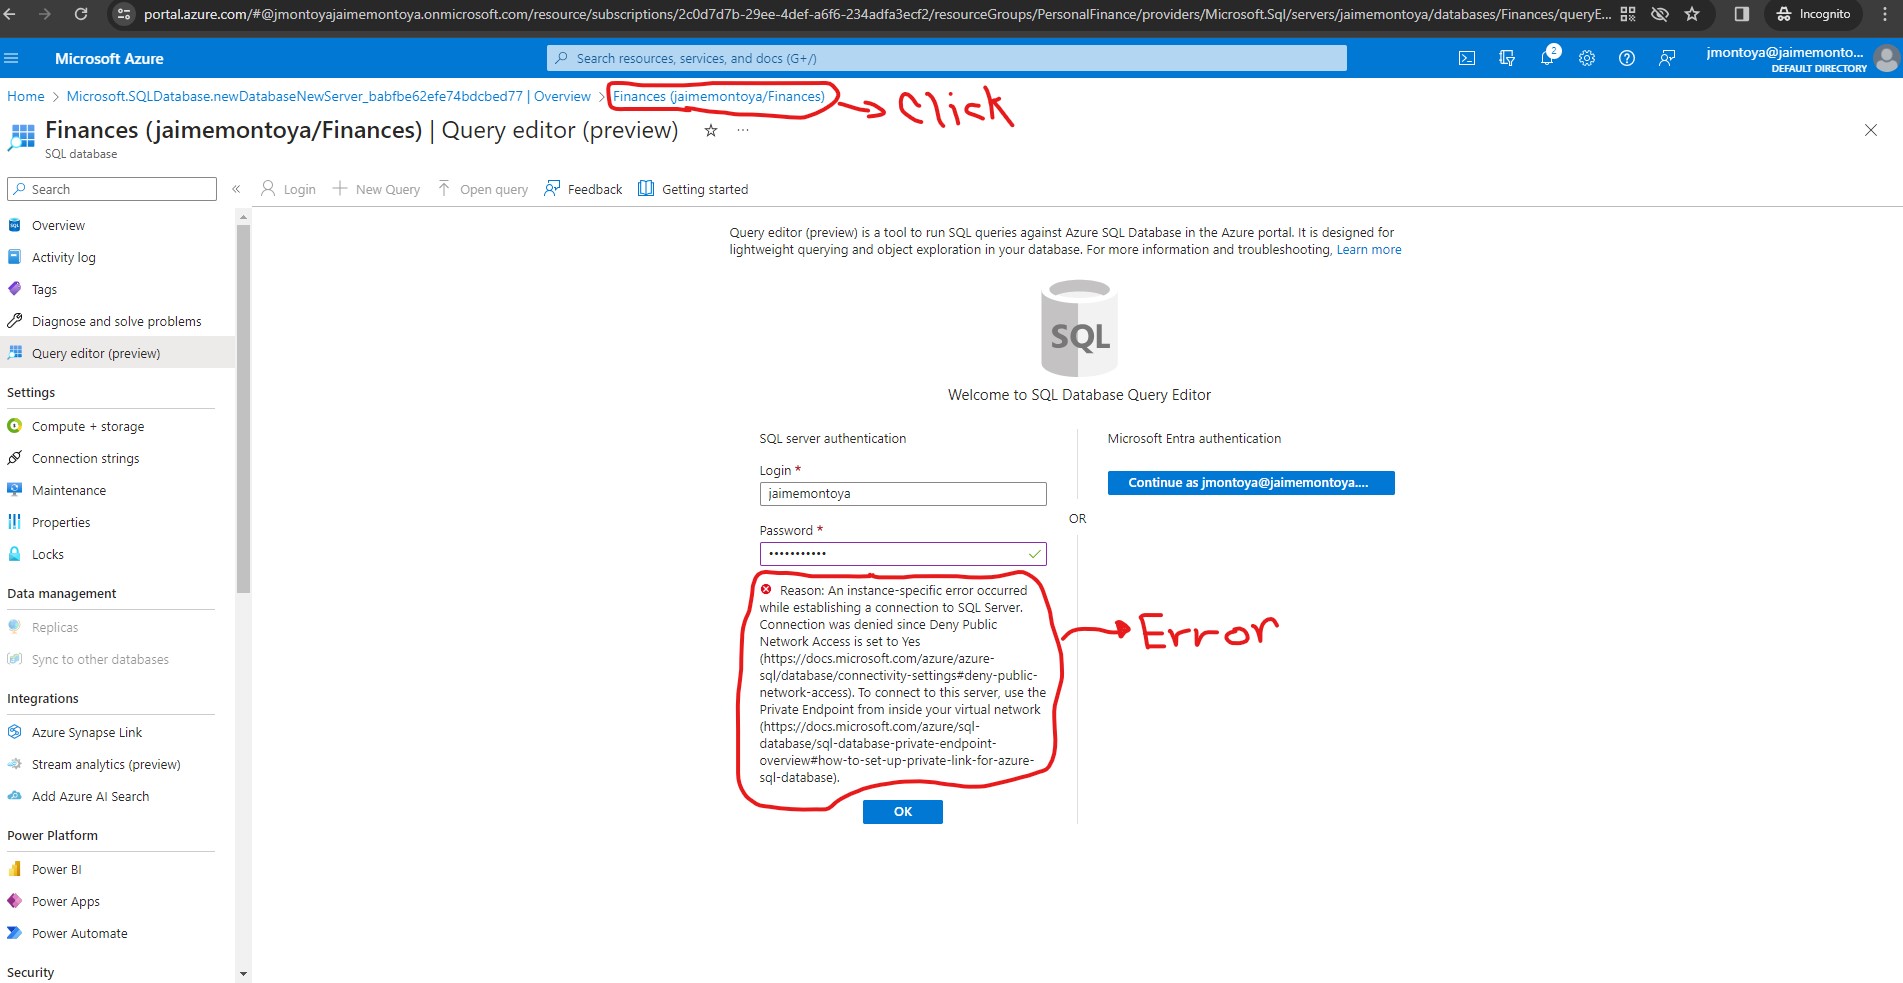 portal.azure.com/#@jmontoyajaimemontoya.onmicrosoft.com/resource/subscriptions/2c0d7d7b-29ee-4def-a6f6-234adfa3ecf2/resourceGroups/PersonalFinance/providers/Microsoft.Sql/servers/jaimemontoya/databases/Finances/queryE...
Incognito
Microsoft Azure
Search resources, services, and docs (G+/)
2
jmontoya@jaimemonto...
DEFAULT DIRECTORY
Home > Microsoft.SQLDatabase.newDatabaseNewServer_babfbe62efe74bdcbed77 | Overview > Finances (jaimemontoya/Finances)
Click
Finances (jaimemontoya/Finances) | Query editor (preview)
...
SQL database
Search
«
Login
New Query
Open query
Feedback
Getting started
Overview
Activity log
Tags
Diagnose and solve problems
Query editor (preview)
Settings
Compute + storage
Connection strings
Maintenance
Properties
Locks
Data management
Replicas
Sync to other databases
Integrations
Azure Synapse Link
Stream analytics (preview)
Add Azure AI Search
Power Platform
Power BI
Power Apps
Power Automate
Security
Query editor (preview) is a tool to run SQL queries against Azure SQL Database in the Azure portal. It is designed for
lightweight querying and object exploration in your database. For more information and troubleshooting, Learn more
SQL
Welcome to SQL Database Query Editor
SQL server authentication
Login *
jaimemontoya
Password *
•••••••••••
Reason: An instance-specific error occurred
while establishing a connection to SQL Server.
Connection was denied since Deny Public
Network Access is set to Yes
(https://docs.microsoft.com/azure/azure-
sql/database/connectivity-settings#deny-public-
network-access). To connect to this server, use the
Private Endpoint from inside your virtual network
(https://docs.microsoft.com/azure/sql-
database/sql-database-private-endpoint-
overview#how-to-set-up-private-link-for-azure-
sql-database).
Error
OK
OR
Microsoft Entra authentication
Continue as jmontoya@jaimemontoya....